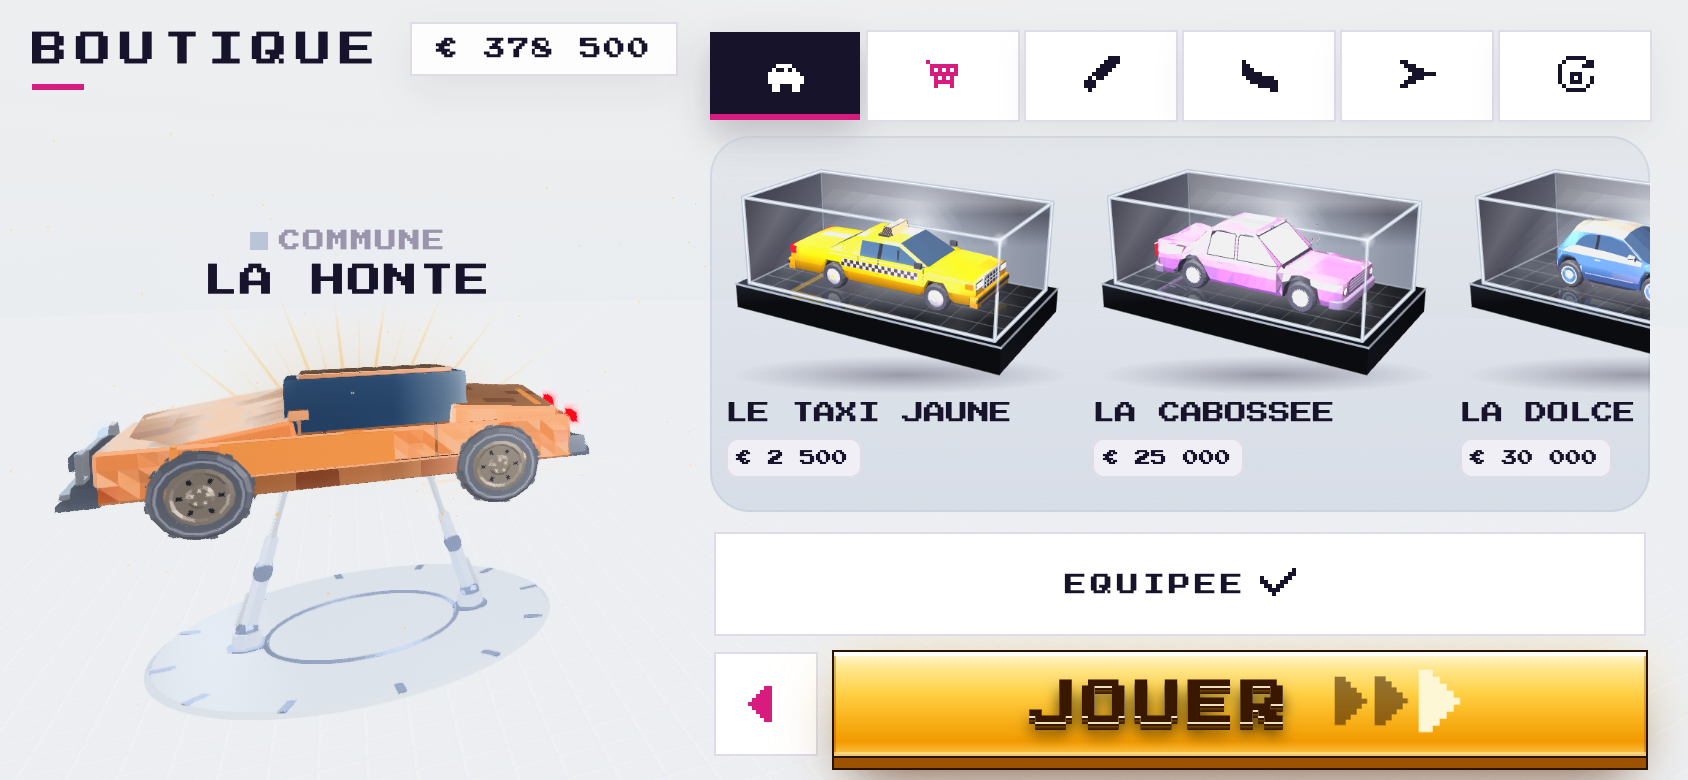 BOUTIQUE
€ 378 500
COMMUNE
LA HONTE
LE TAXI JAUNE
€ 2 500
LA CABOSSEE
€ 25 000
LA DOLCE
€ 30 000
EQUIPEE
JOUER